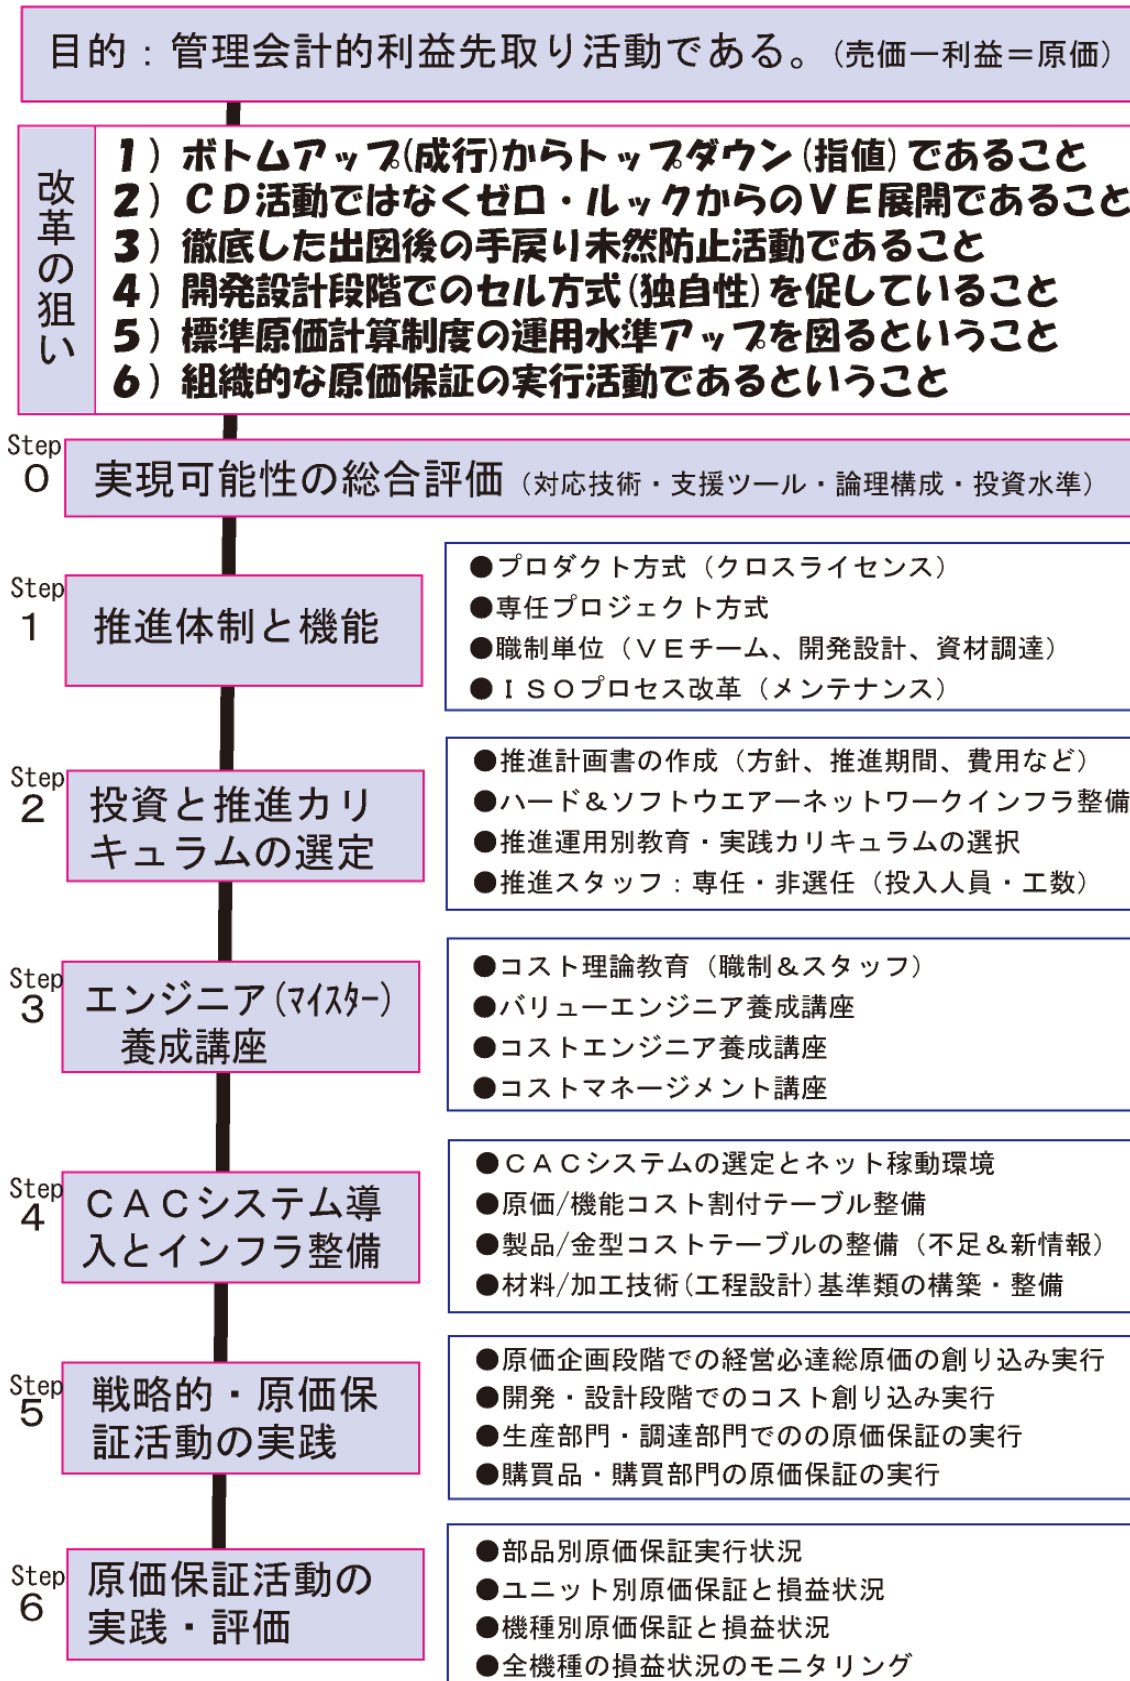 目的：管理会計的利益先取り活動である。（売価ー利益＝原価）
改革の狙い
1）ボトムアップ(成行)からトップダウン(指値)であること
2）ＣＤ活動ではなくゼロ・ルックからのＶＥ展開であること
3）徹底した出図後の手戻り未然防止活動であること
4）開発設計段階でのセル方式(独自性)を促していること
5）標準原価計算制度の運用水準アップを図るということ
6）組織的な原価保証の実行活動であるということ
Step
0
実現可能性の総合評価（対応技術・支援ツール・論理構成・投資水準）
Step
1
推進体制と機能
●プロダクト方式（クロスライセンス）
●専任プロジェクト方式
●職制単位（ＶＥチーム、開発設計、資材調達）
●ＩＳＯプロセス改革（メンテナンス）
Step
2
投資と推進カリ
キュラムの選定
●推進計画書の作成（方針、推進期間、費用など）
●ハード＆ソフトウエアーネットワークインフラ整備
●推進運用別教育・実践カリキュラムの選択
●推進スタッフ：専任・非選任（投入人員・工数）
Step
3
エンジニア(ﾏｲｽﾀｰ)
養成講座
●コスト理論教育（職制＆スタッフ）
●バリューエンジニア養成講座
●コストエンジニア養成講座
●コストマネージメント講座
Step
4
ＣＡＣシステム導
入とインフラ整備
●ＣＡＣシステムの選定とネット稼動環境
●原価/機能コスト割付テーブル整備
●製品/金型コストテーブルの整備（不足＆新情報）
●材料/加工技術(工程設計)基準類の構築・整備
Step
5
戦略的・原価保
証活動の実践
●原価企画段階での経営必達総原価の創り込み実行
●開発・設計段階でのコスト創り込み実行
●生産部門・調達部門でのの原価保証の実行
●購買品・購買部門の原価保証の実行
Step
6
原価保証活動の
実践・評価
●部品別原価保証実行状況
●ユニット別原価保証と損益状況
●機種別原価保証と損益状況
●全機種の損益状況のモニタリング